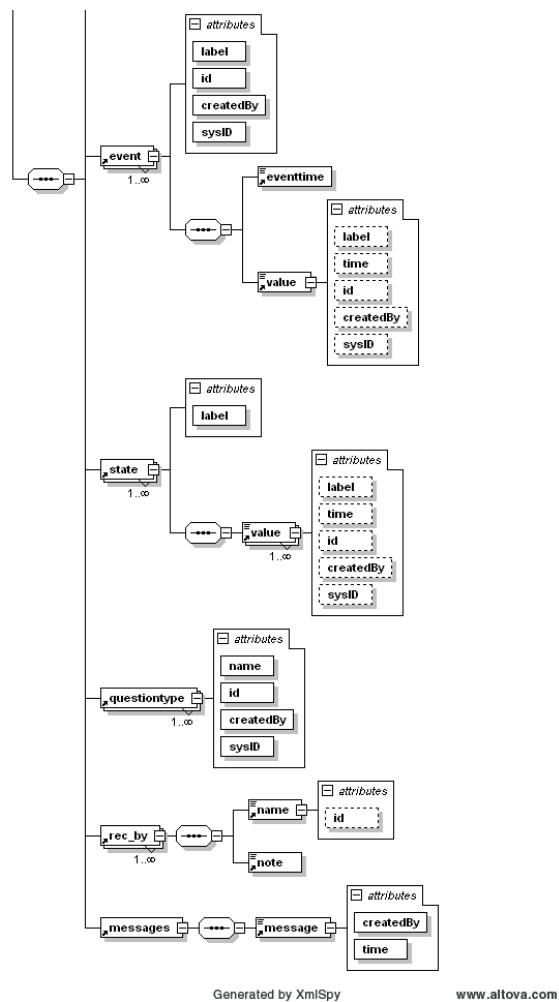 attributes
label
id
createdBy
sysID
event
1..∞
eventtime
attributes
label
time
id
createdBy
sysID
value
attributes
label
state
1..∞
attributes
label
time
id
createdBy
sysID
value
1..∞
attributes
name
id
createdBy
sysID
questiontype
1..∞
attributes
id
name
rec_by
1..∞
note
attributes
createdBy
time
messages
message
Generated by XmlSpy
www.altova.com